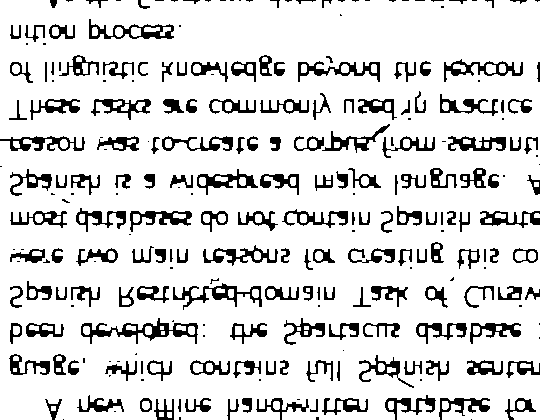 A new offline handwritten database for
guage, which contains full Spanish senten
been developed: the Spartacus database
Spanish Restricted-domain Task of Cursiv
were two main reasons for creating this co
most databases do not contain Spanish sente
Spanish is a widespread major language. A
reason was to create a corpus from semanti
These tasks are commonly used in practice
of linguistic knowledge beyond the lexicon
nition process.